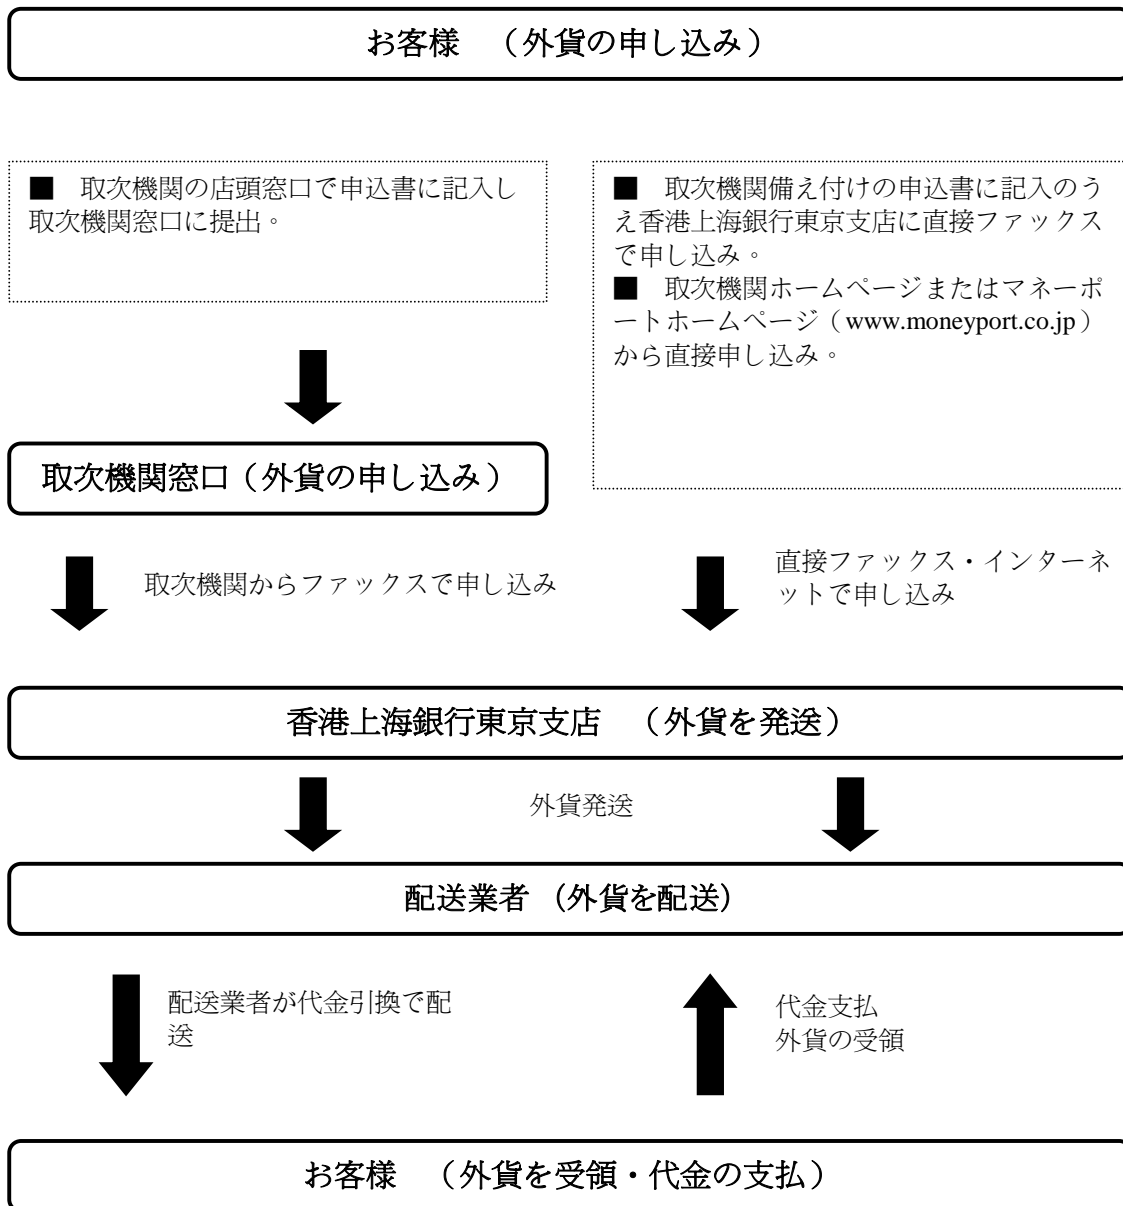 お客様　（外貨の申し込み）
■　取次機関の店頭窓口で申込書に記入し
取次機関窓口に提出。
■　取次機関備え付けの申込書に記入のう
え香港上海銀行東京支店に直接ファックス
で申し込み。
■　取次機関ホームページまたはマネーポ
ートホームページ（www.moneyport.co.jp）
から直接申し込み。
取次機関窓口（外貨の申し込み）
取次機関からファックスで申し込み
直接ファックス・インターネ
ットで申し込み
香港上海銀行東京支店　（外貨を発送）
外貨発送
配送業者（外貨を配送）
配送業者が代金引換で配
送
代金支払
外貨の受領
お客様　（外貨を受領・代金の支払）